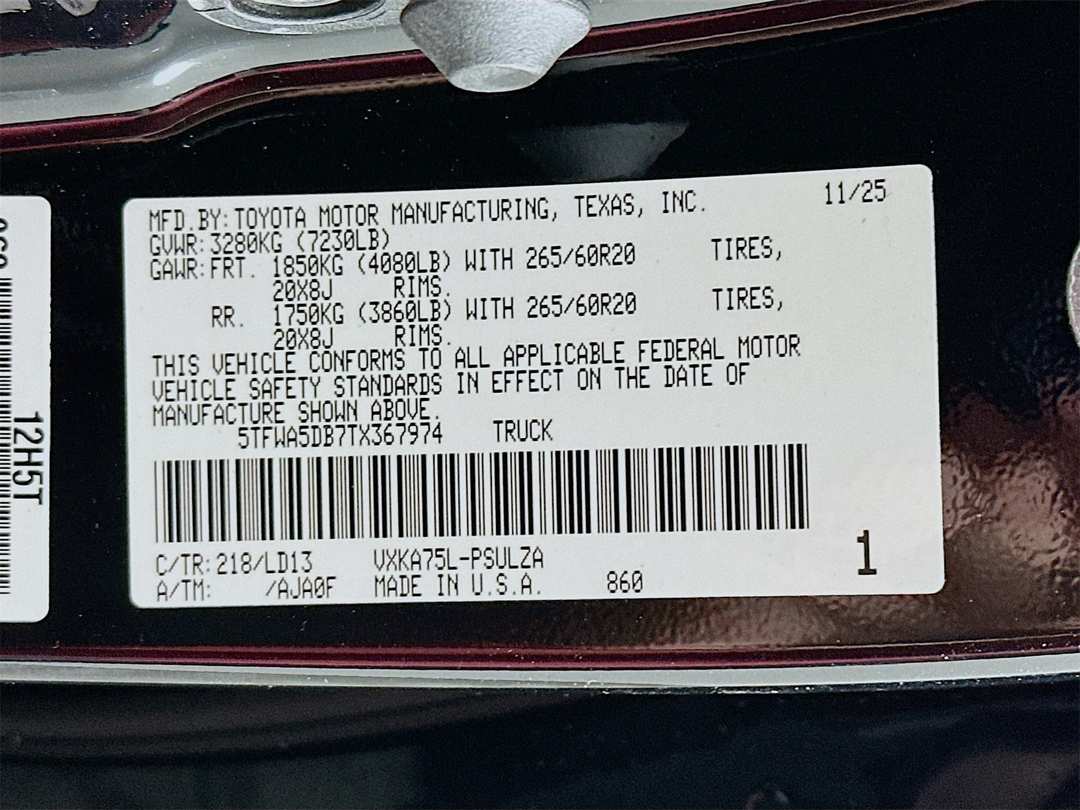 MFD.BY:TOYOTA MOTOR MANUFACTURING, TEXAS, INC. 11/25
GVWR:3280KG (7230LB)
GAWR:FRT. 1850KG (4080LB) WITH 265/60R20 TIRES,
20X8J RIMS.
RR. 1750KG (3860LB) WITH 265/60R20 TIRES,
20X8J RIMS.
THIS VEHICLE CONFORMS TO ALL APPLICABLE FEDERAL MOTOR
VEHICLE SAFETY STANDARDS IN EFFECT ON THE DATE OF
MANUFACTURE SHOWN ABOVE.
5TFWA5DB7TX367974 TRUCK
C/TR:218/LD13 VXKA75L-PSULZA
A/TM: /AJA0F MADE IN U.S.A. 860
1
12H5T